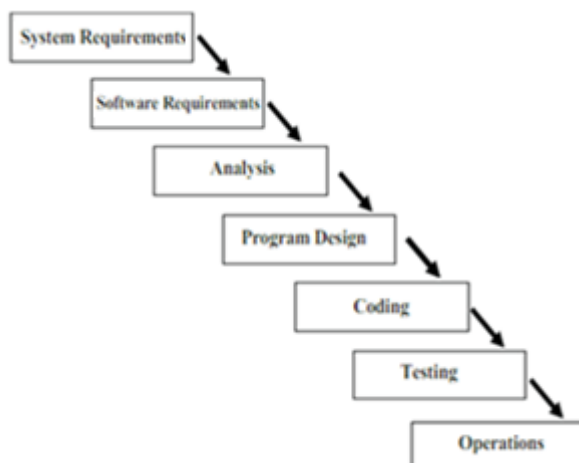 System Requirements
Software Requirements
Analysis
Program Design
Coding
Testing
Operations